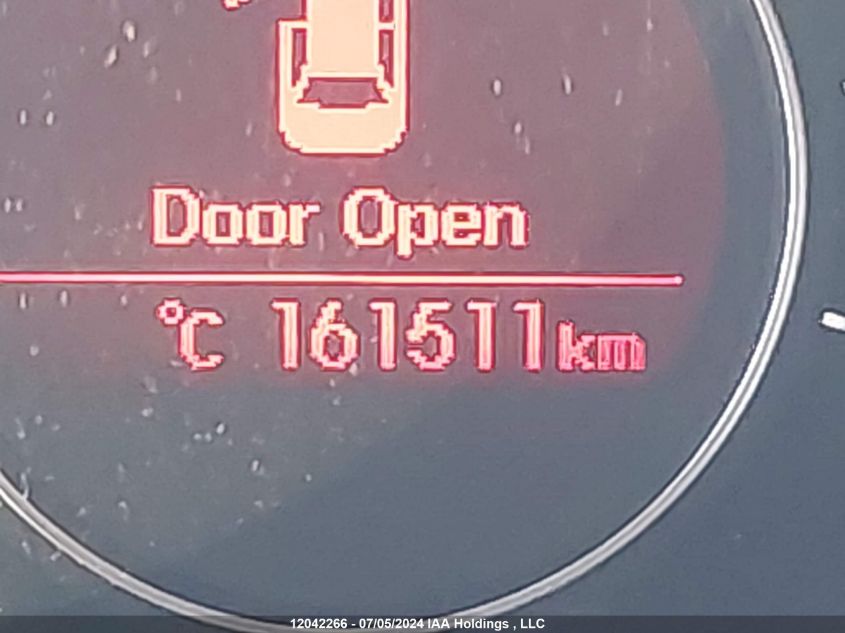 Door Open
°C 161511 km
12042266 - 07/05/2024 IAA Holdings , LLC